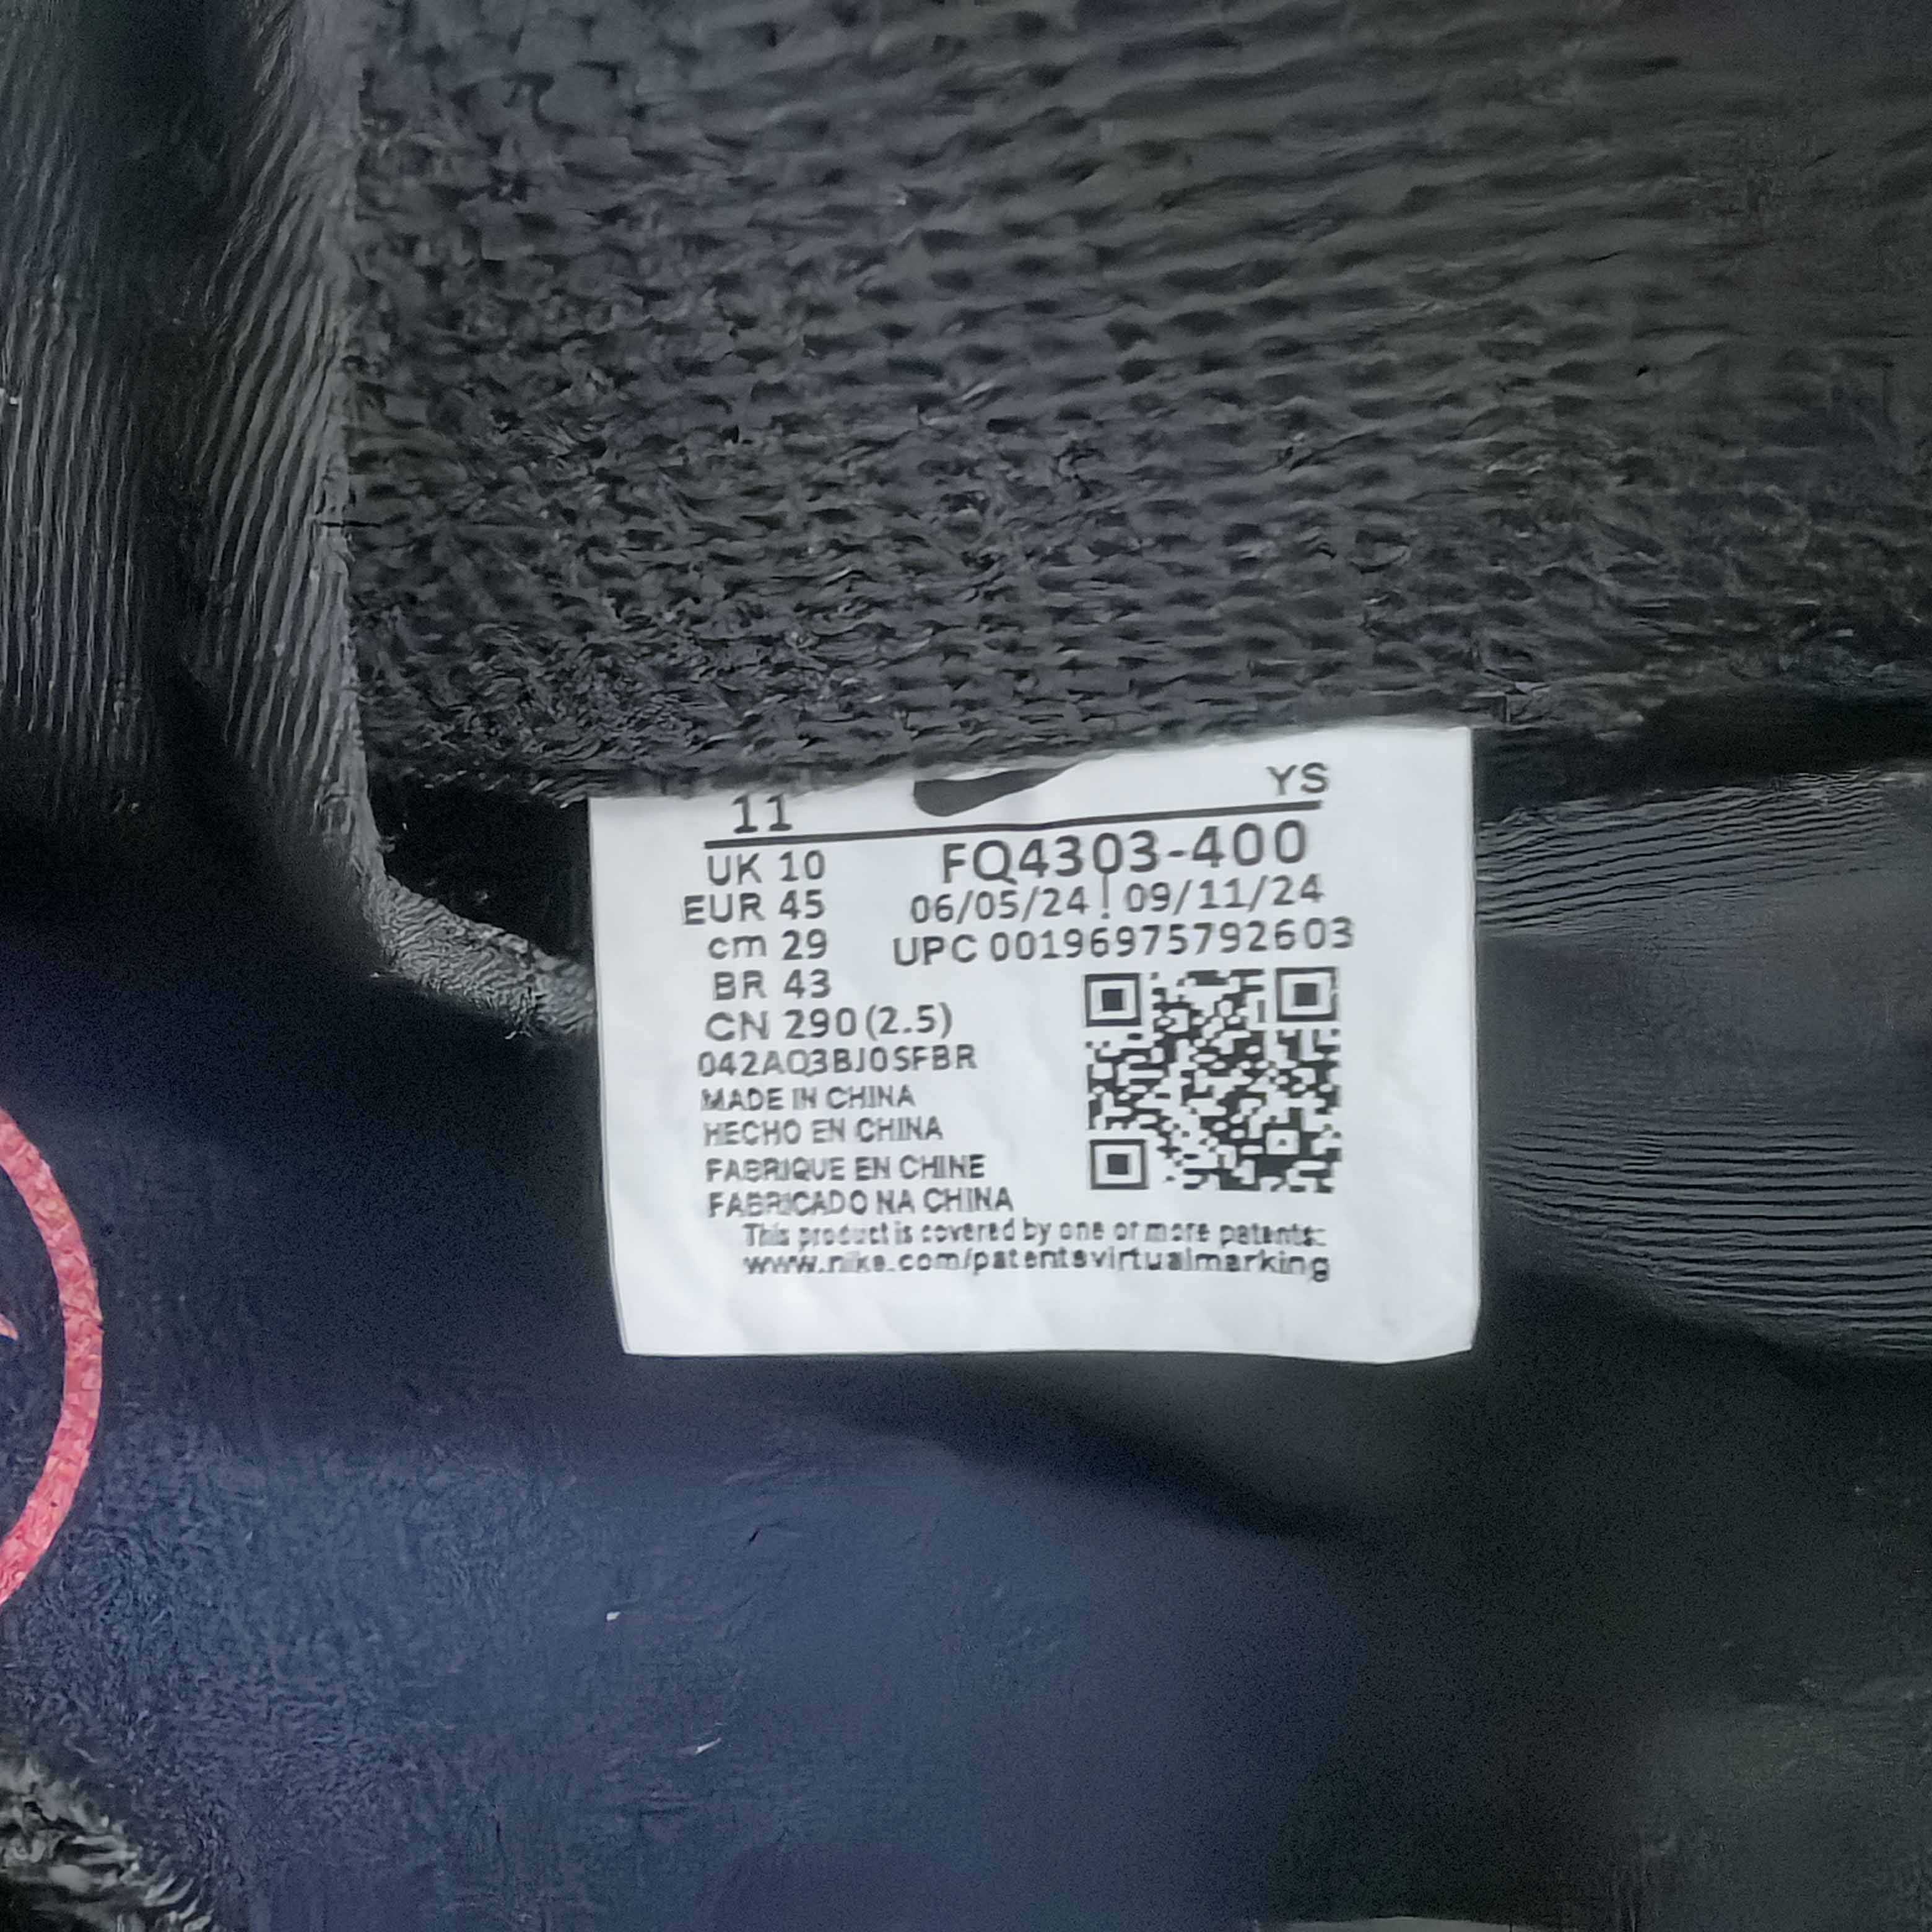 11 YS
UK 10 FQ4303-400
EUR 45 06/05/24 | 09/11/24
cm 29 UPC 00196975792603
BR 43
CN 290(2.5)
042AQ3BJ0SFBR
MADE IN CHINA
HECHO EN CHINA
FABRIQUE EN CHINE
FABRICADO NA CHINA
This product is covered by one or more patents:
www.nike.com/patentsvirtualmarking